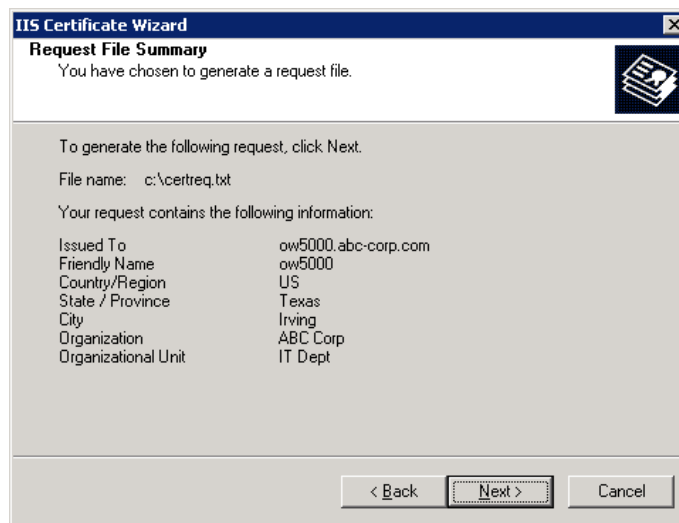 IIS Certificate Wizard
Request File Summary
You have chosen to generate a request file.
To generate the following request, click Next.
File name: c:\certreq.txt
Your request contains the following information:
Issued To ow5000.abc-corp.com
Friendly Name ow5000
Country/Region US
State / Province Texas
City Irving
Organization ABC Corp
Organizational Unit IT Dept
< Back Next > Cancel